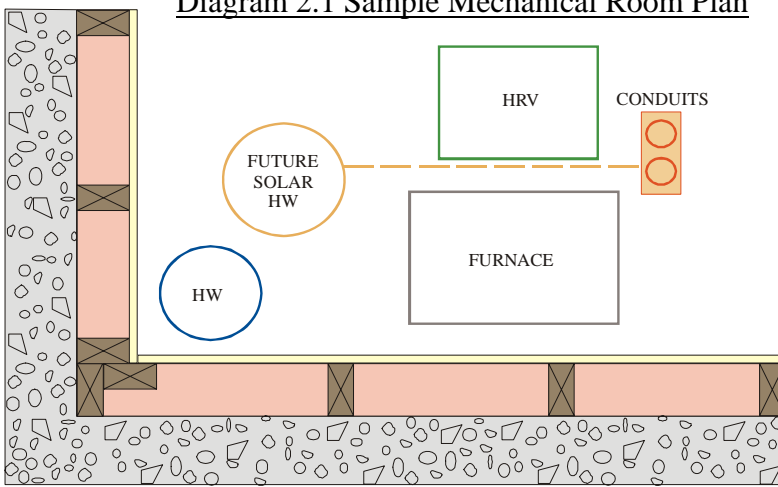 Diagram 2.1 Sample Mechanical Room Plan
HRV
CONDUITS
FUTURE
SOLAR
HW
FURNACE
HW